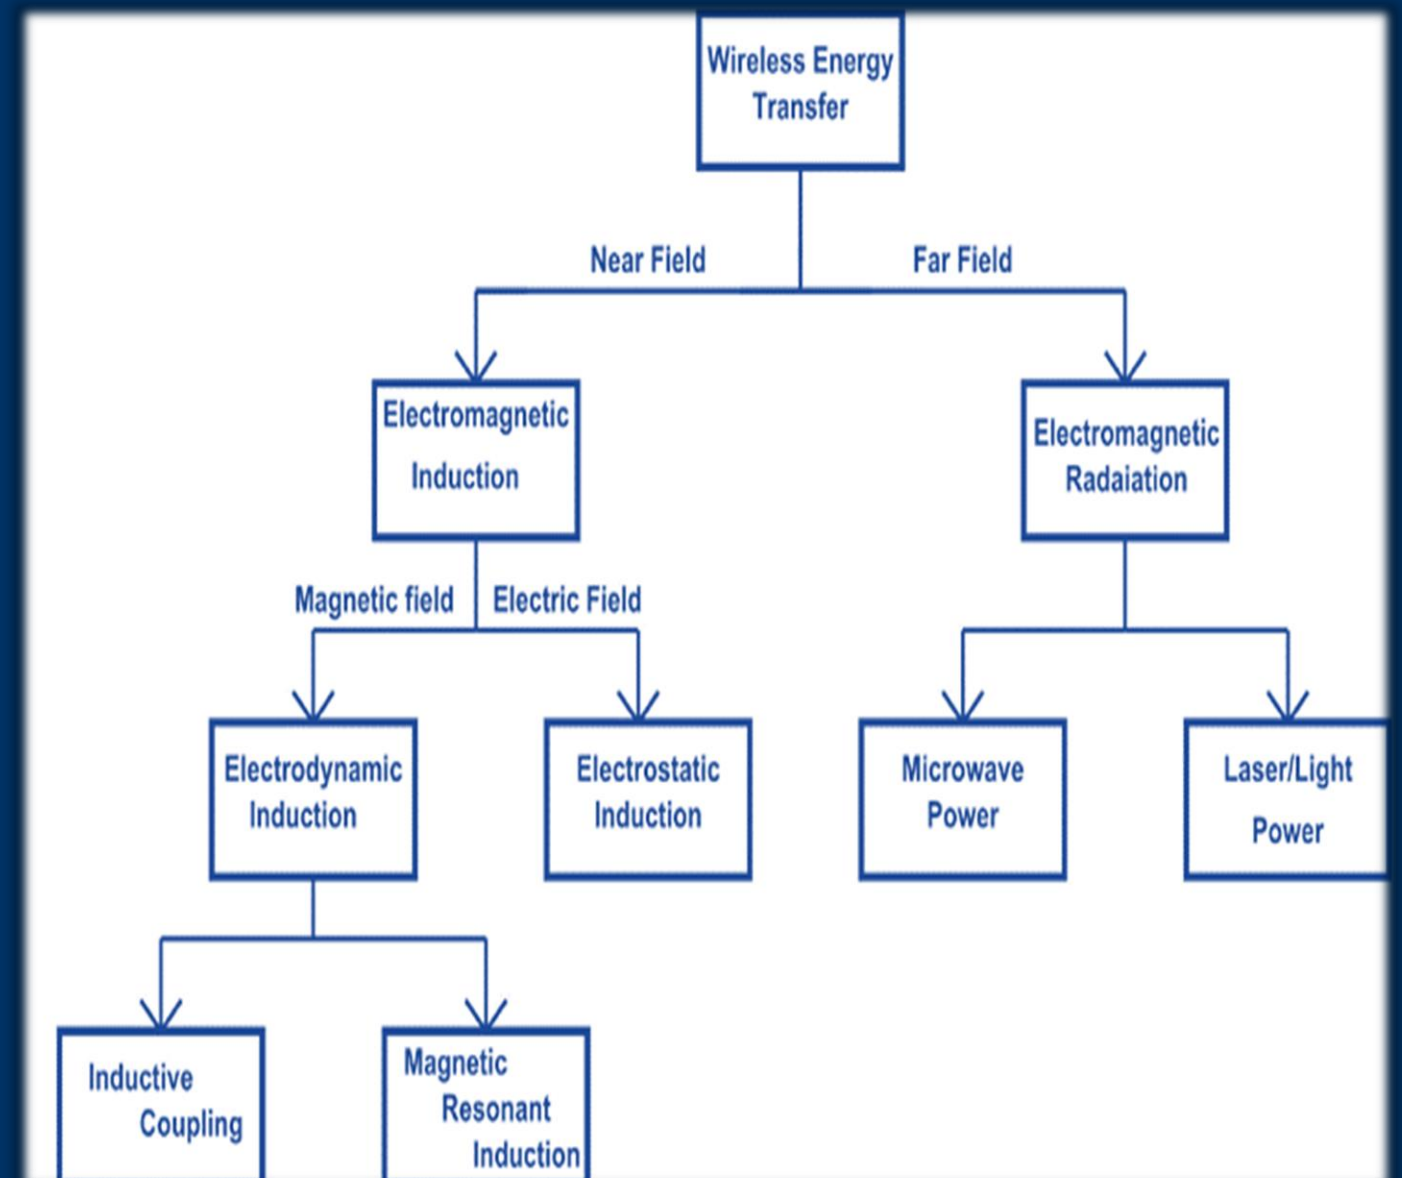 Wireless Energy
Transfer
Near Field
Far Field
Electromagnetic
Induction
Electromagnetic
Radaiation
Magnetic field
Electric Field
Electrodynamic
Induction
Electrostatic
Induction
Microwave
Power
Laser/Light
Power
Inductive
Coupling
Magnetic
Resonant
Induction